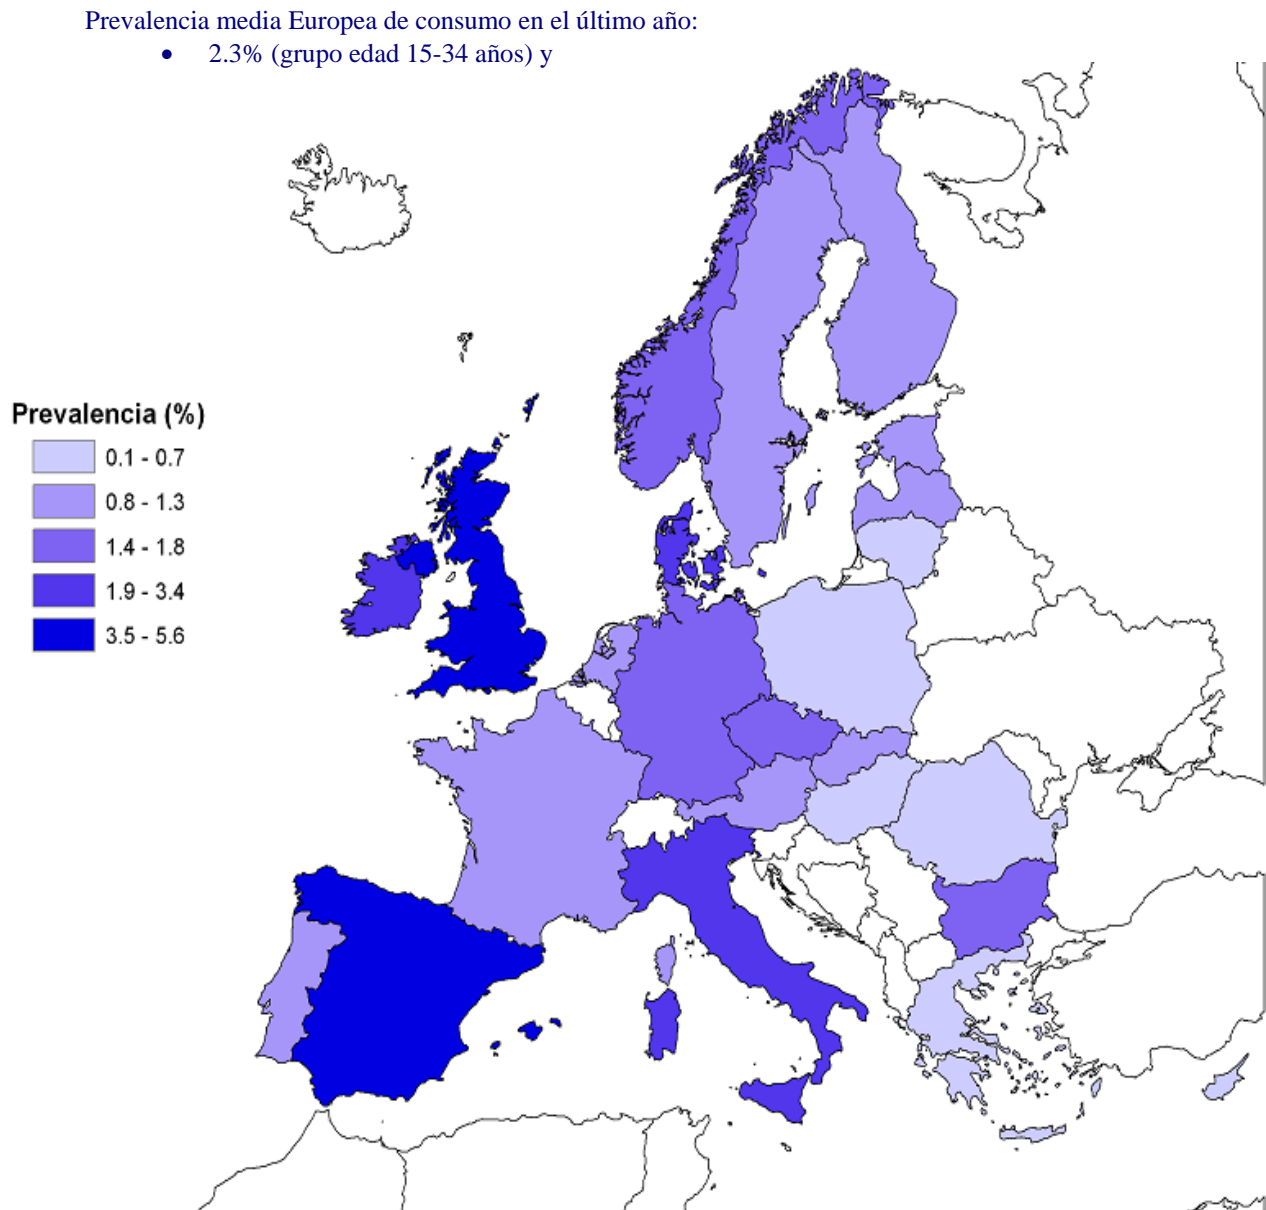 Prevalencia media Europea de consumo en el último año:
• 2.3% (grupo edad 15-34 años) y
Prevalencia (%)
0.1 - 0.7
0.8 - 1.3
1.4 - 1.8
1.9 - 3.4
3.5 - 5.6